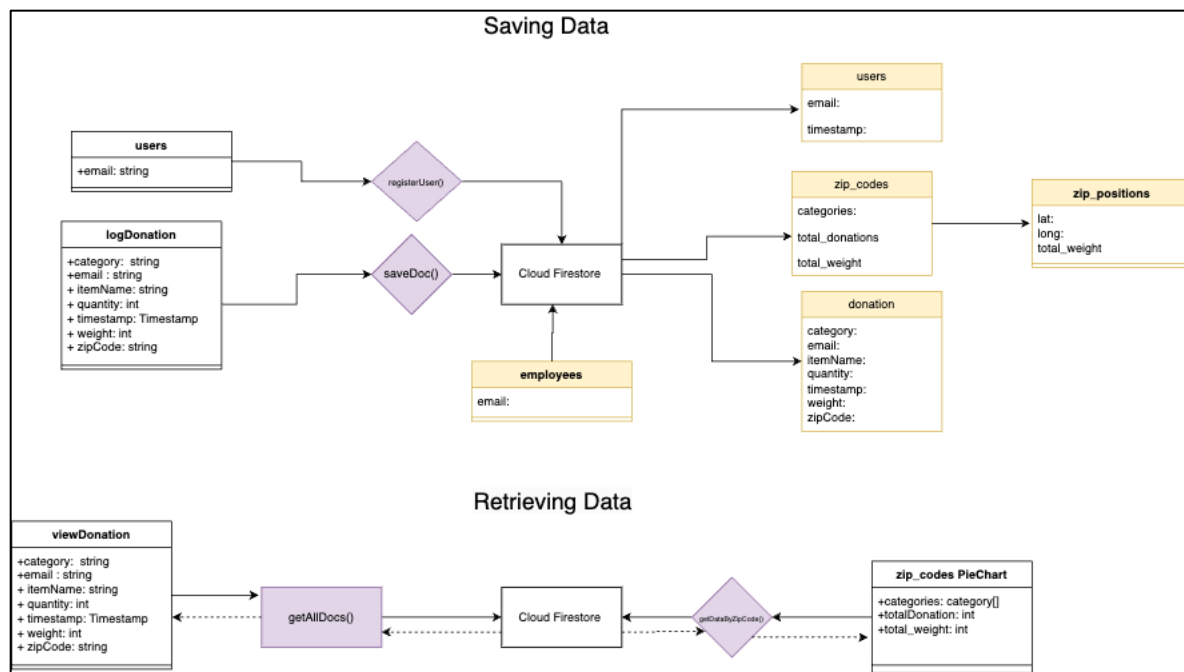 Saving Data
users
+email: string
registerUser()
logDonation
+category:  string
+email : string
+ itemName: string
+ quantity: int
+ timestamp: Timestamp
+ weight: int
+ zipCode: string
saveDoc()
Cloud Firestore
employees
email:
users
email:
timestamp:
zip_codes
categories:
total_donations
total_weight
zip_positions
lat:
long:
total_weight
donation
category:
email:
itemName:
quantity:
timestamp:
weight:
zipCode:
Retrieving Data
viewDonation
+category:  string
+email : string
+ itemName: string
+ quantity: int
+ timestamp: Timestamp
+ weight: int
+ zipCode: string
getAllDocs()
Cloud Firestore
getDataByZipCode()
zip_codes PieChart
+categories: category[]
+totalDonation: int
+total_weight: int